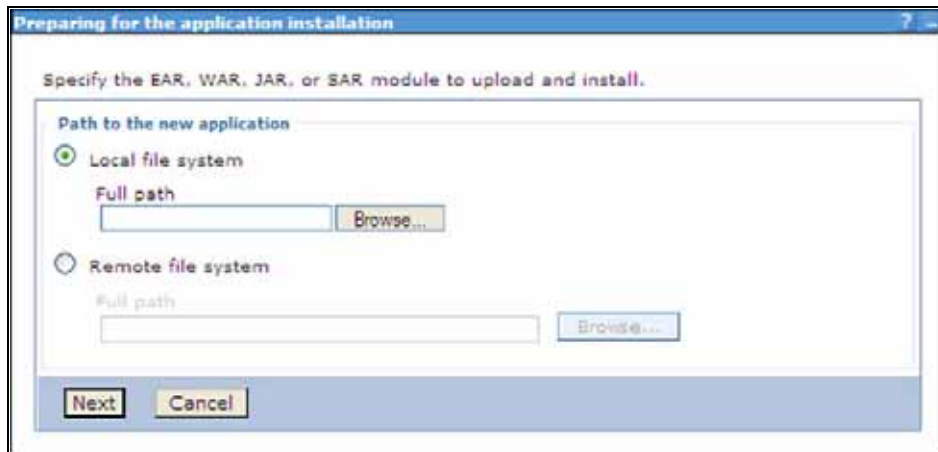 Preparing for the application installation ? –
Specify the EAR, WAR, JAR, or SAR module to upload and install.
Path to the new application
Local file system
Full path
Browse...
Remote file system
Full path
Browse...
Next Cancel